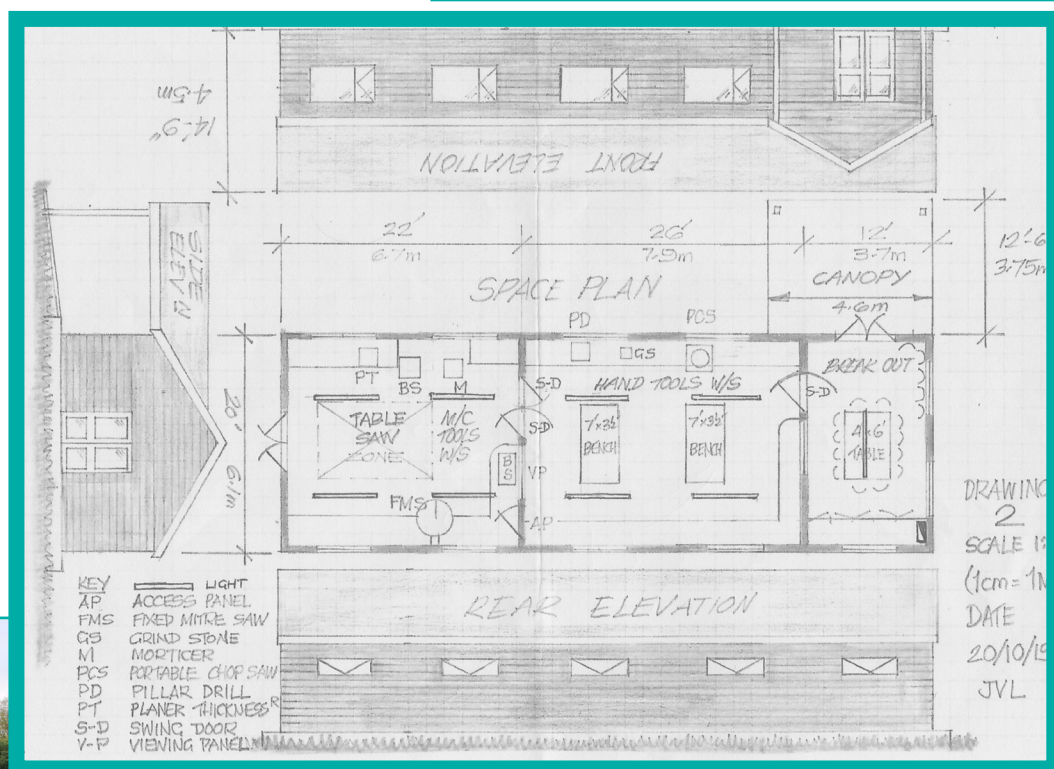 4.5m
14'-9"
FRONT ELEVATION
SIDE
ELEV'N
22'
6.7m
26'
7.9m
12'
3.7m
12'-6
3.75m
SPACE PLAN
CANOPY
4.6m
PD
PCS
PT
BS
M
S-D
GS
HAND TOOLS W/S
BREAK OUT
S-D
TABLE
SAW
ZONE
M/C
TOOLS
W/S
S-D
7'x3½'
BENCH
7'x3½'
BENCH
4'x6'
TABLE
20'
6.1m
BS
VP
FMS
AP
DRAWING
2
SCALE
(1cm = 1
DATE
20/10/
JVL
REAR ELEVATION
KEY LIGHT
AP ACCESS PANEL
FMS FIXED MITRE SAW
GS GRIND STONE
M MORTICER
PCS PORTABLE CHOP SAW
PD PILLAR DRILL
PT PLANER THICKNESSR
S-D SWING DOOR
V-P VIEWING PANEL